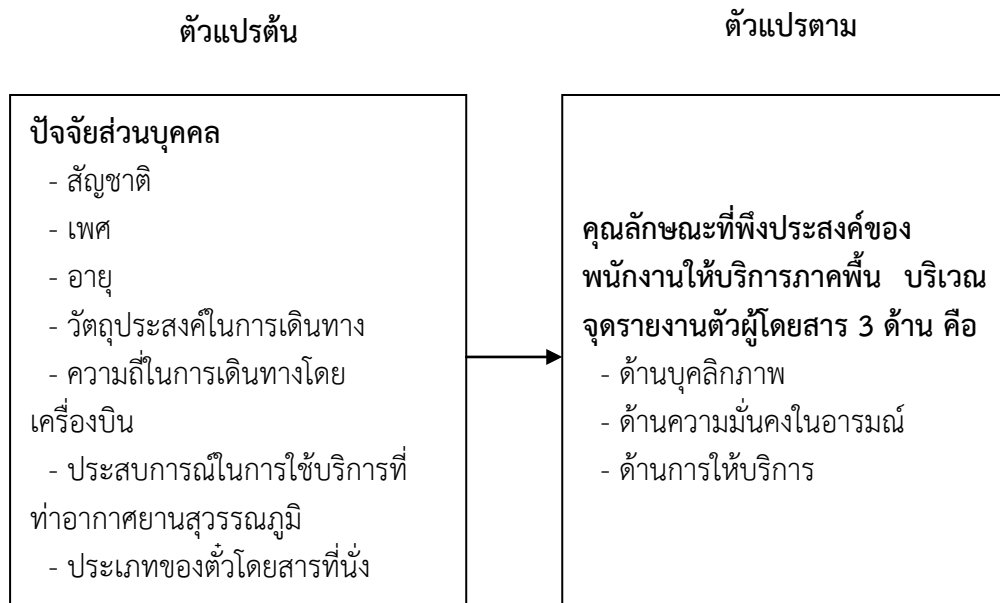 ตัวแปรต้น
ตัวแปรตาม
ปัจจัยส่วนบุคคล
- สัญชาติ
- เพศ
- อายุ
- วัตถุประสงค์ในการเดินทาง
- ความถี่ในการเดินทางโดย
เครื่องบิน
- ประสบการณ์ในการใช้บริการที่
ท่าอากาศยานสุวรรณภูมิ
- ประเภทของตั๋วโดยสารที่นั่ง
คุณลักษณะที่พึงประสงค์ของ
พนักงานให้บริการภาคพื้น บริเวณ
จุดรายงานตัวผู้โดยสาร 3 ด้าน คือ
- ด้านบุคลิกภาพ
- ด้านความมั่นคงในอารมณ์
- ด้านการให้บริการ